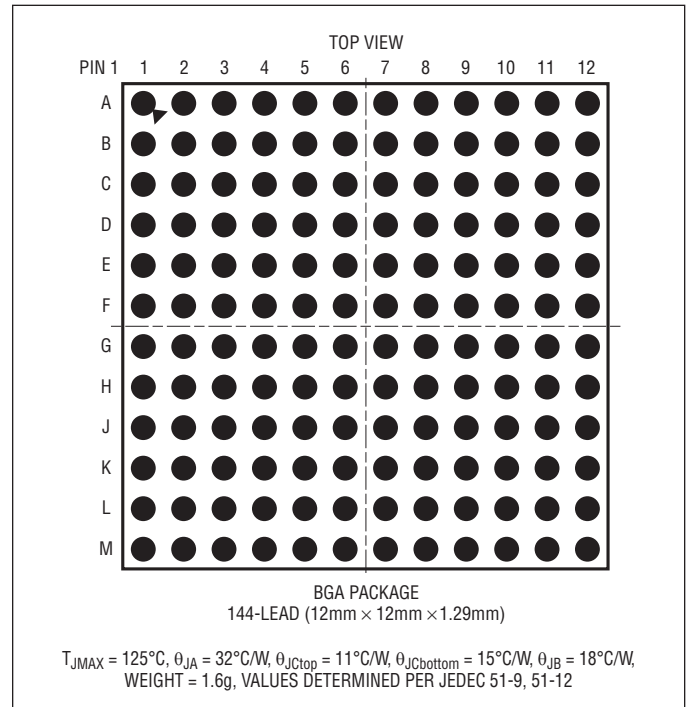 TOP VIEW
PIN 1 1 2 3 4 5 6 7 8 9 10 11 12
A
B
C
D
E
F
G
H
J
K
L
M
BGA PACKAGE
144-LEAD (12mm × 12mm ×1.29mm)
TJMAX = 125°C, θJA = 32°C/W, θJCtop = 11°C/W, θJCbottom = 15°C/W, θJB = 18°C/W,
WEIGHT = 1.6g, VALUES DETERMINED PER JEDEC 51-9, 51-12